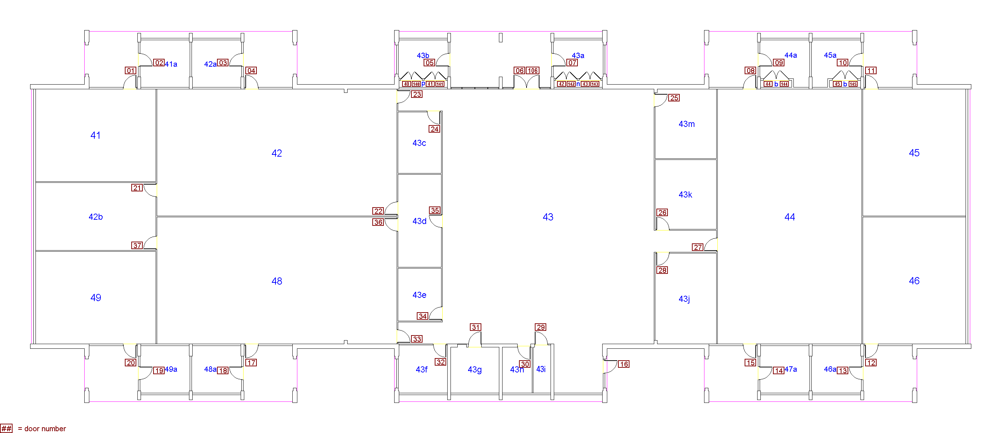 43b
43a
44a
45a
02
41a
42a
03
05
07
09
10
01
04
06
106
08
11
40
140
p
41
141
42
142
n
43
143
44
b
144
45
b
145
23
25
43m
24
41
43c
42
45
21
43k
22
35
26
42b
43d
43
44
36
37
27
28
48
46
43e
49
43j
34
31
29
33
20
32
17
30
16
15
12
19
49a
48a
18
43f
43g
43h
43i
14
47a
46a
13
## = door number